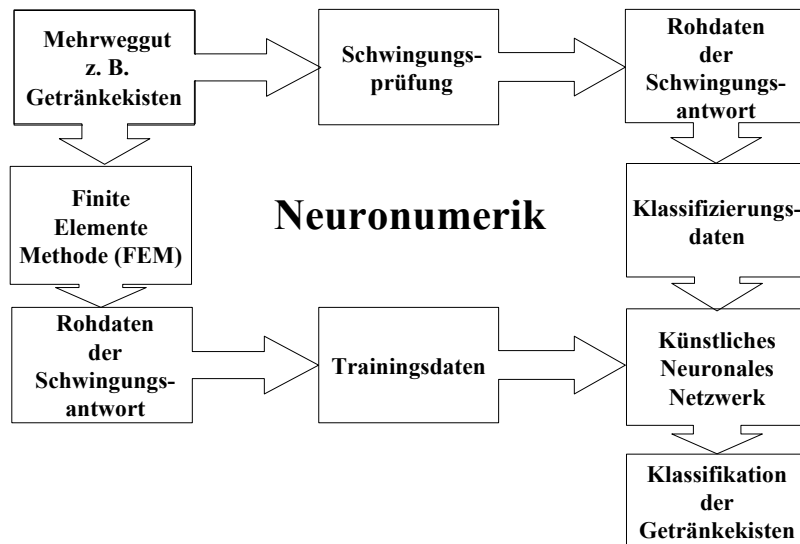 Mehrweggut
z. B.
Getränkekisten
Schwingungs-
prüfung
Rohdaten
der
Schwingungs-
antwort
Finite
Elemente
Methode (FEM)
Neuronumerik
Klassifizierungs-
daten
Rohdaten
der
Schwingungs-
antwort
Trainingsdaten
Künstliches
Neuronales
Netzwerk
Klassifikation
der
Getränkekisten